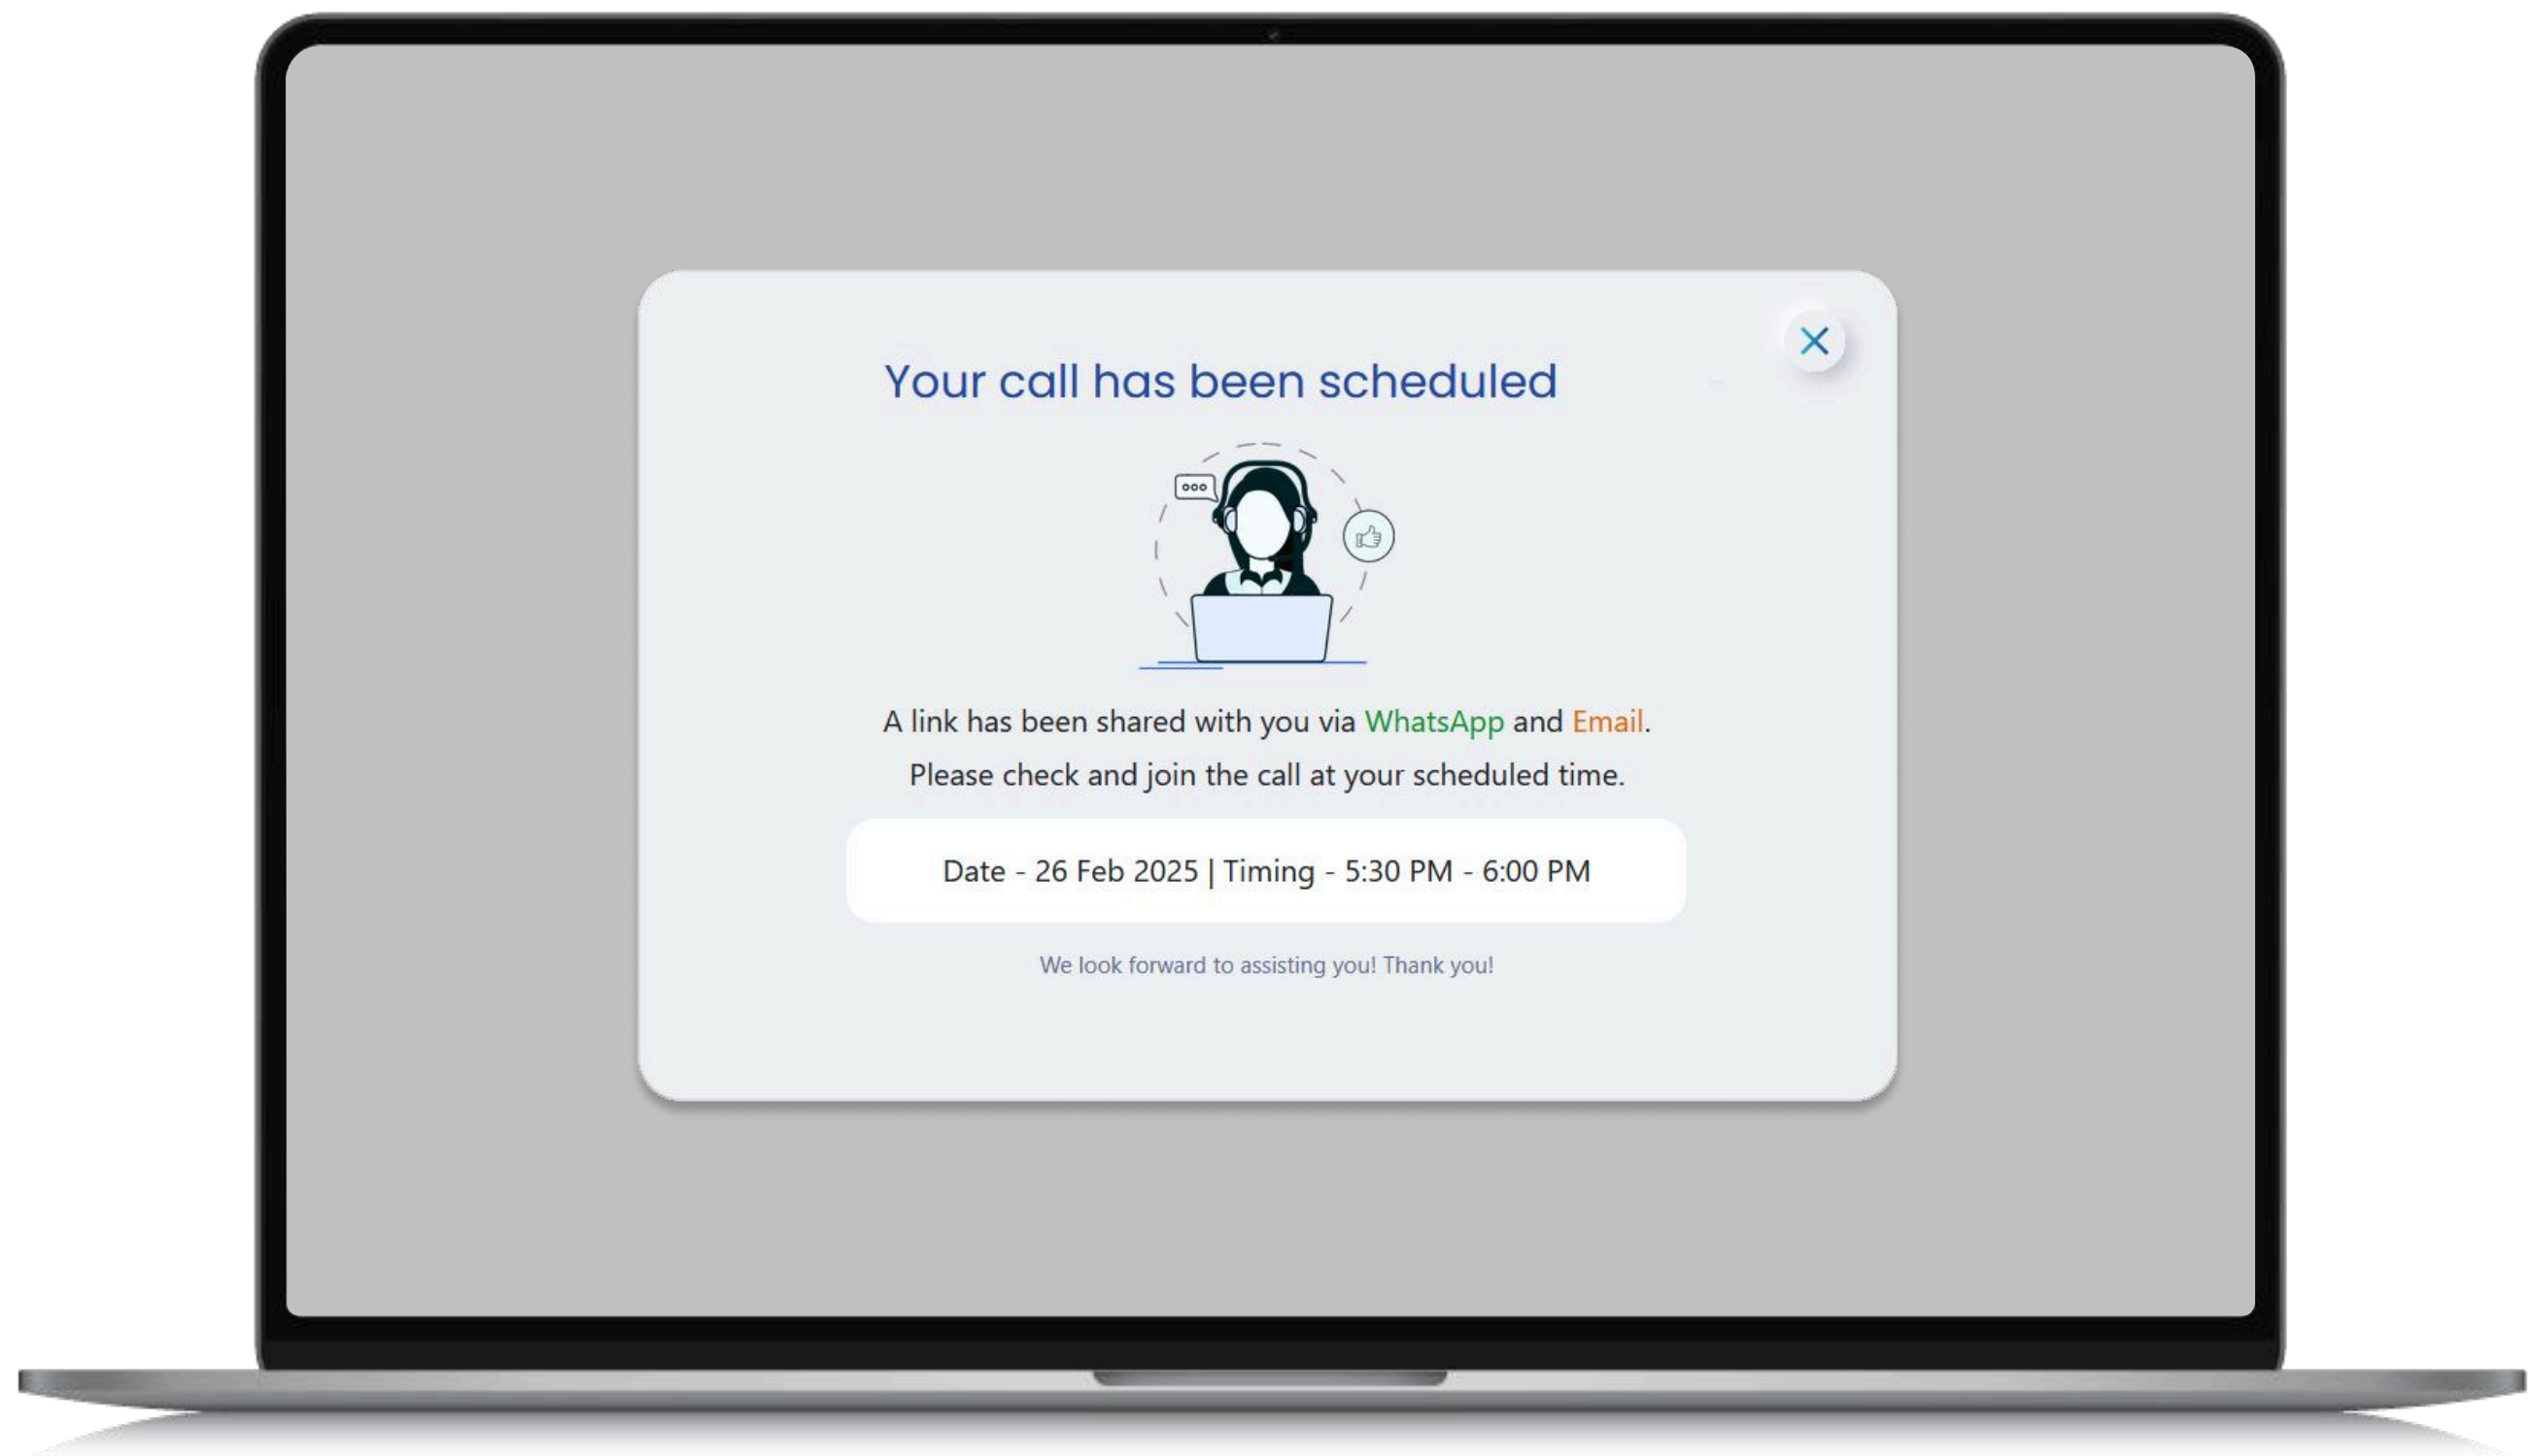 Your call has been scheduled
A link has been shared with you via WhatsApp and Email.
Please check and join the call at your scheduled time.
Date - 26 Feb 2025 | Timing - 5:30 PM - 6:00 PM
We look forward to assisting you! Thank you!